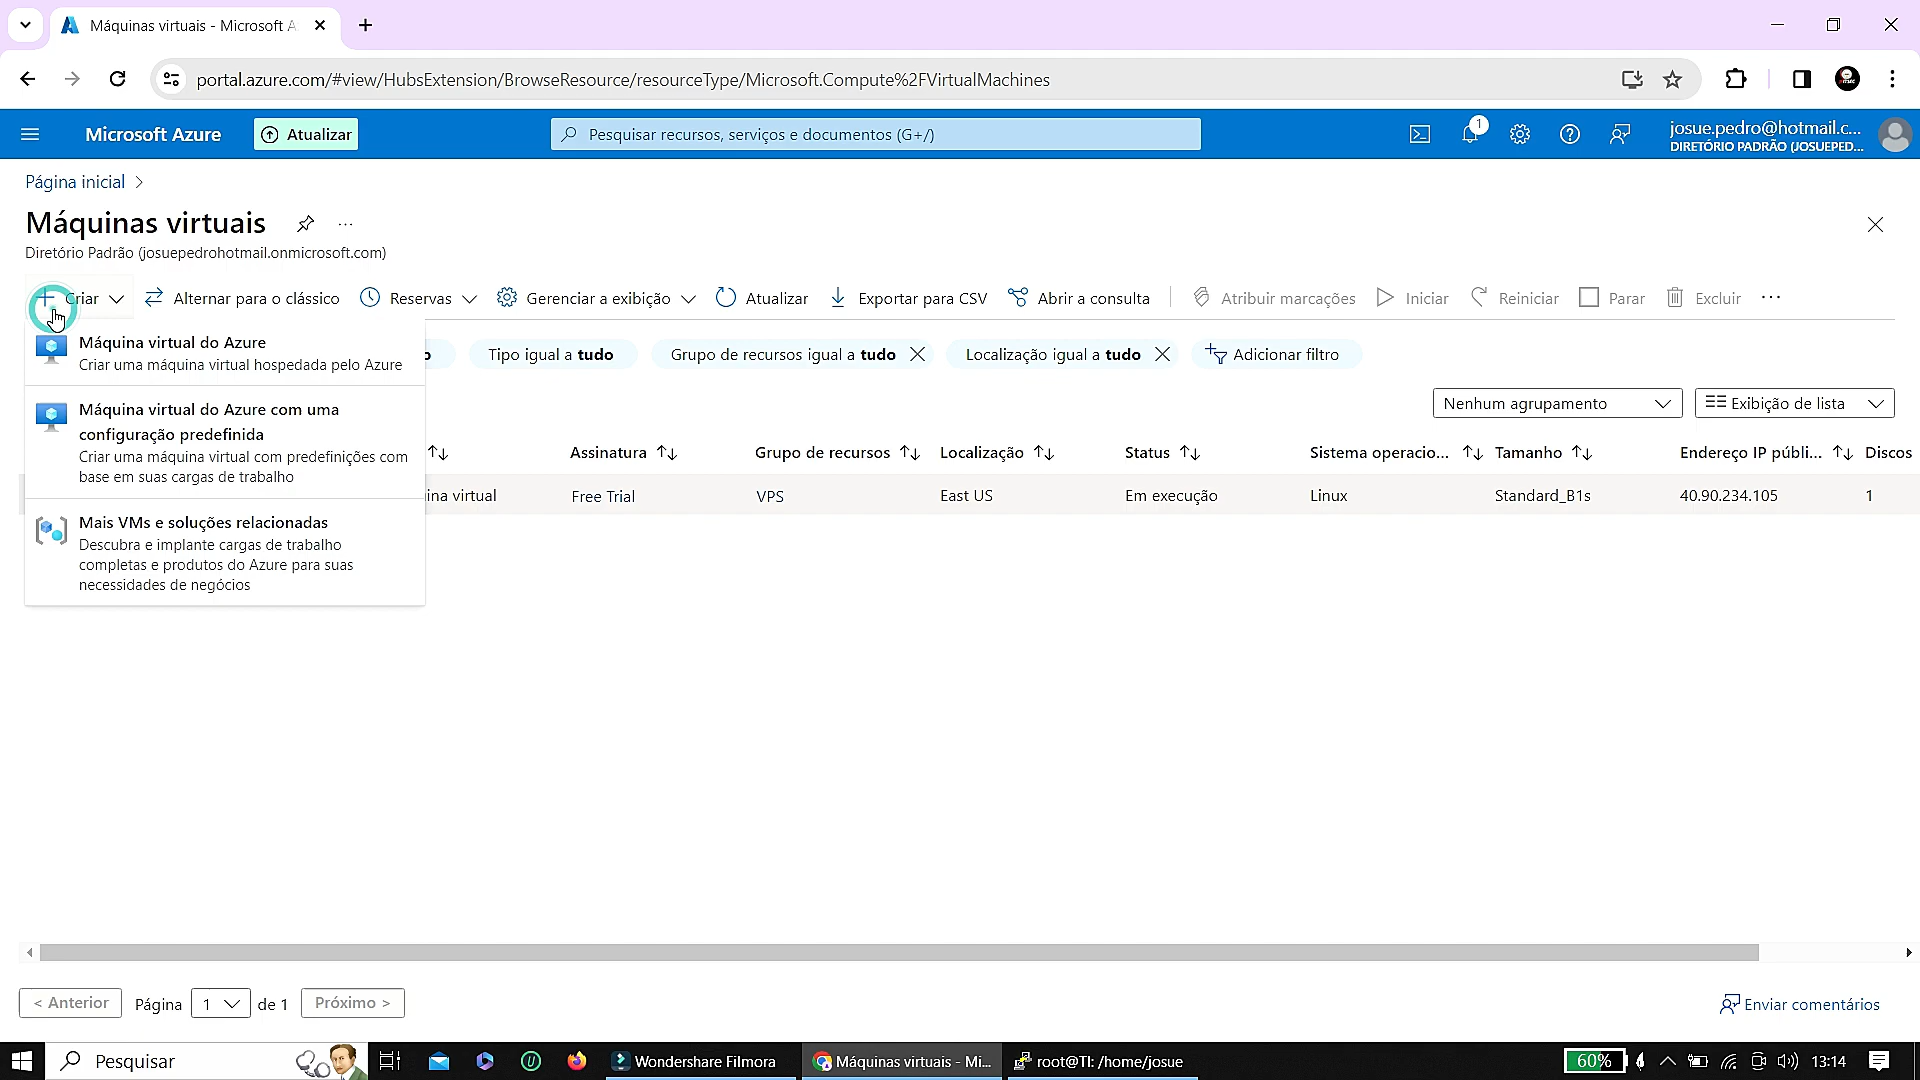 Máquinas virtuais - Microsoft A
portal.azure.com/#view/HubsExtension/BrowseResource/resourceType/Microsoft.Compute%2FVirtualMachines
Microsoft Azure
Atualizar
Pesquisar recursos, serviços e documentos (G+/)
1
josue.pedro@hotmail.c...
DIRETÓRIO PADRÃO (JOSUEPED...
Página inicial
Máquinas virtuais
...
Diretório Padrão (josuepedrohotmail.onmicrosoft.com)
Criar
Alternar para o clássico
Reservas
Gerenciar a exibição
Atualizar
Exportar para CSV
Abrir a consulta
Atribuir marcações
Iniciar
Reiniciar
Parar
Excluir
...
Máquina virtual do Azure
Criar uma máquina virtual hospedada pelo Azure
Máquina virtual do Azure com uma
configuração predefinida
Criar uma máquina virtual com predefinições com
base em suas cargas de trabalho
Mais VMs e soluções relacionadas
Descubra e implante cargas de trabalho
completas e produtos do Azure para suas
necessidades de negócios
Tipo igual a tudo
Grupo de recursos igual a tudo
Localização igual a tudo
Adicionar filtro
Nenhum agrupamento
Exibição de lista
Assinatura
Grupo de recursos
Localização
Status
Sistema operacio...
Tamanho
Endereço IP públi...
Discos
virtual
Free Trial
VPS
East US
Em execução
Linux
Standard_B1s
40.90.234.105
1
< Anterior
Página
1
de 1
Próximo >
Enviar comentários
Pesquisar
Wondershare Filmora
Máquinas virtuais - Mi...
root@TI: /home/josue
60%
13:14